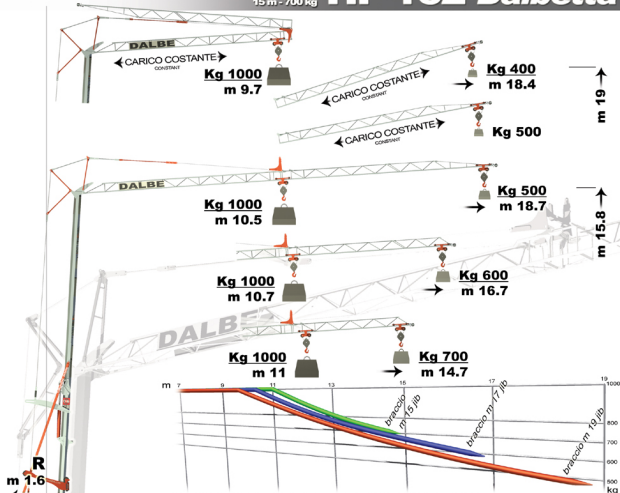 15 m - 700 kg
DALBE
CARICO COSTANTE
CONSTANT
Kg 1000
m 9.7
CARICO COSTANTE
CONSTANT
Kg 400
m 18.4
m 19
CARICO COSTANTE
CONSTANT
Kg 500
DALBE
Kg 1000
m 10.5
Kg 500
m 18.7
m 15.8
Kg 1000
m 10.7
Kg 600
m 16.7
DALBE
Kg 1000
m 11
Kg 700
m 14.7
m 7 9 11 13 15 17 19
1000
900
800
700
600
500
kg
braccio m 15 jib
braccio m 17 jib
braccio m 19 jib
R
m 1.6